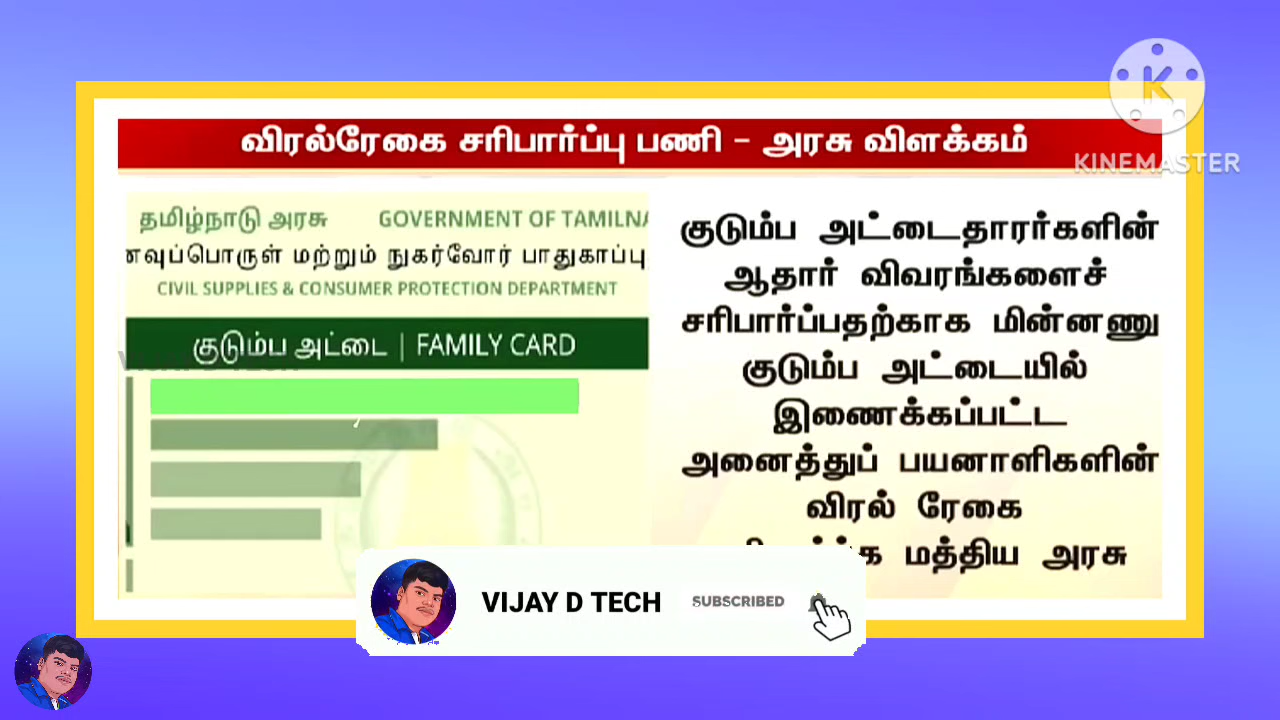 விரல்ரேகை சரிபார்ப்பு பணி - அரசு விளக்கம்
KINEMASTER
தமிழ்நாடு அரசு GOVERNMENT OF TAMILNA
னவுப்பொருள் மற்றும் நுகர்வோர் பாதுகாப்பு
CIVIL SUPPLIES & CONSUMER PROTECTION DEPARTMENT
குடும்ப அட்டை | FAMILY CARD
குடும்ப அட்டைதாரர்களின்
ஆதார் விவரங்களைச்
சரிபார்ப்பதற்காக மின்னணு
குடும்ப அட்டையில்
இணைக்கப்பட்ட
அனைத்துப் பயனாளிகளின்
விரல் ரேகை
மத்திய அரசு
VIJAY D TECH SUBSCRIBED